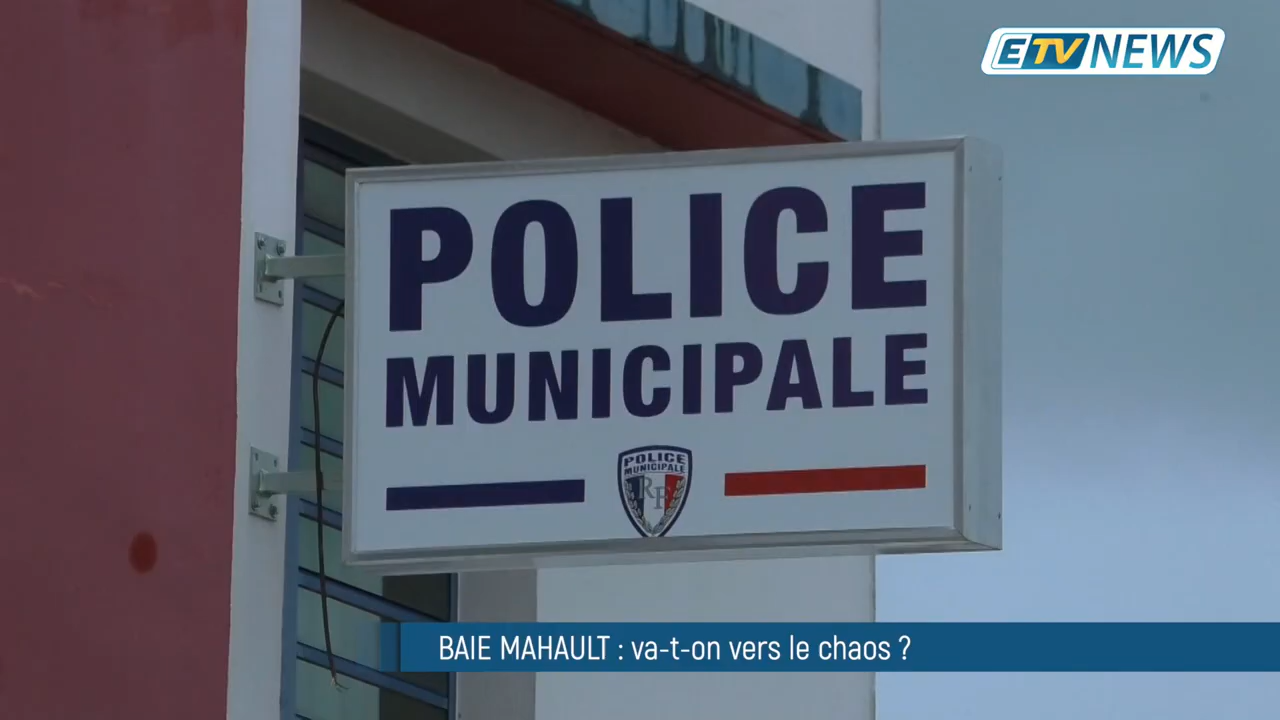 ETV NEWS
POLICE
MUNICIPALE
POLICE
MUNICIPALE
RF
BAIE MAHAULT : va-t-on vers le chaos ?